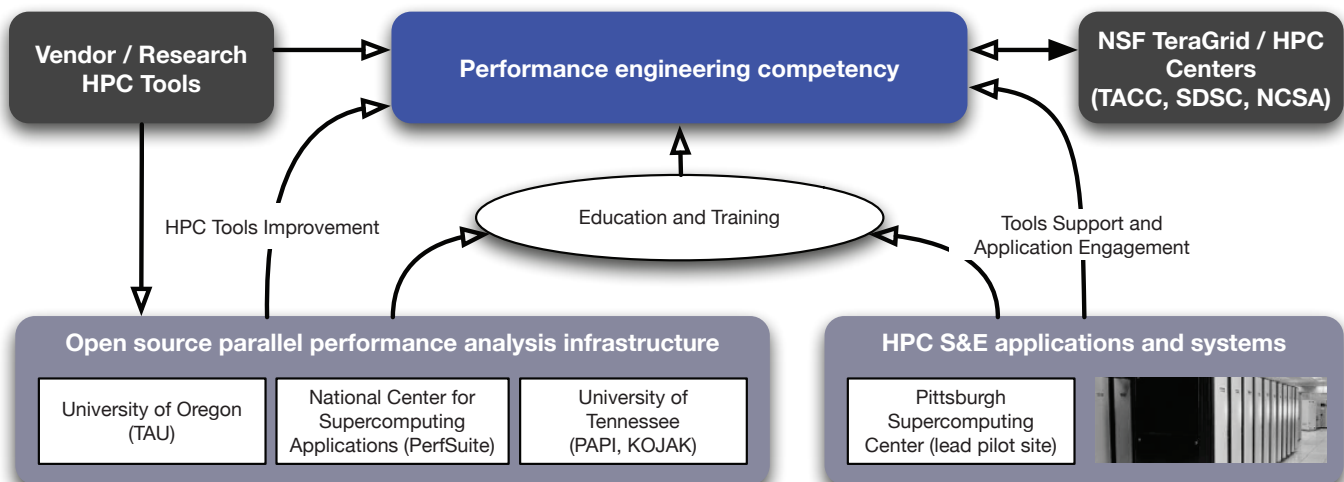 Vendor / Research
HPC Tools
Performance engineering competency
NSF TeraGrid / HPC
Centers
(TACC, SDSC, NCSA)
HPC Tools Improvement
Education and Training
Tools Support and
Application Engagement
Open source parallel performance analysis infrastructure
University of Oregon
(TAU)
National Center for
Supercomputing
Applications (PerfSuite)
University of
Tennessee
(PAPI, KOJAK)
HPC S&E applications and systems
Pittsburgh
Supercomputing
Center (lead pilot site)